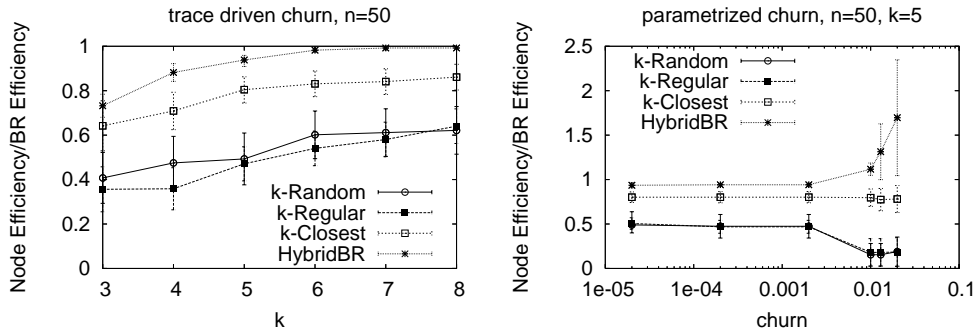 trace driven churn, n=50
Node Efficiency/BR Efficiency
1
0.8
0.6
0.4
0.2
0
3
4
5
6
7
8
k
k-Random
k-Regular
k-Closest
HybridBR
parametrized churn, n=50, k=5
Node Efficiency/BR Efficiency
2.5
2
1.5
1
0.5
0
1e-05
1e-04
0.001
0.01
0.1
churn
k-Random
k-Regular
k-Closest
HybridBR